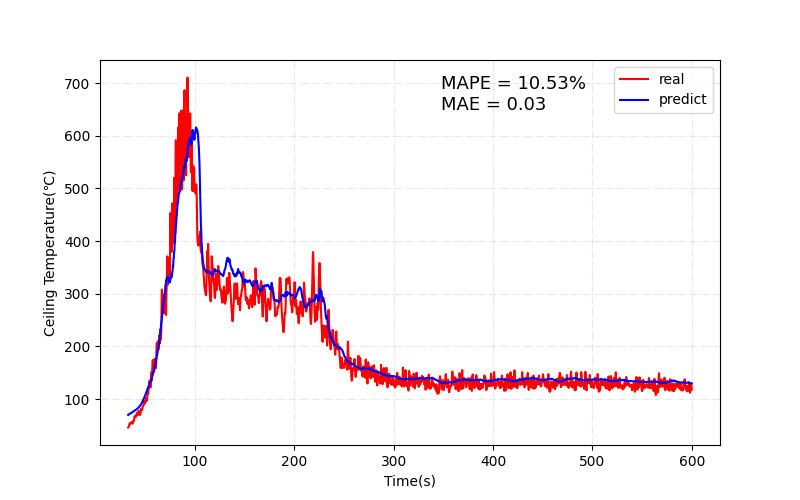 MAPE = 10.53%
MAE = 0.03
real
predict
700
600
500
400
300
200
100
Ceiling Temperature(℃)
100 200 300 400 500 600
Time(s)